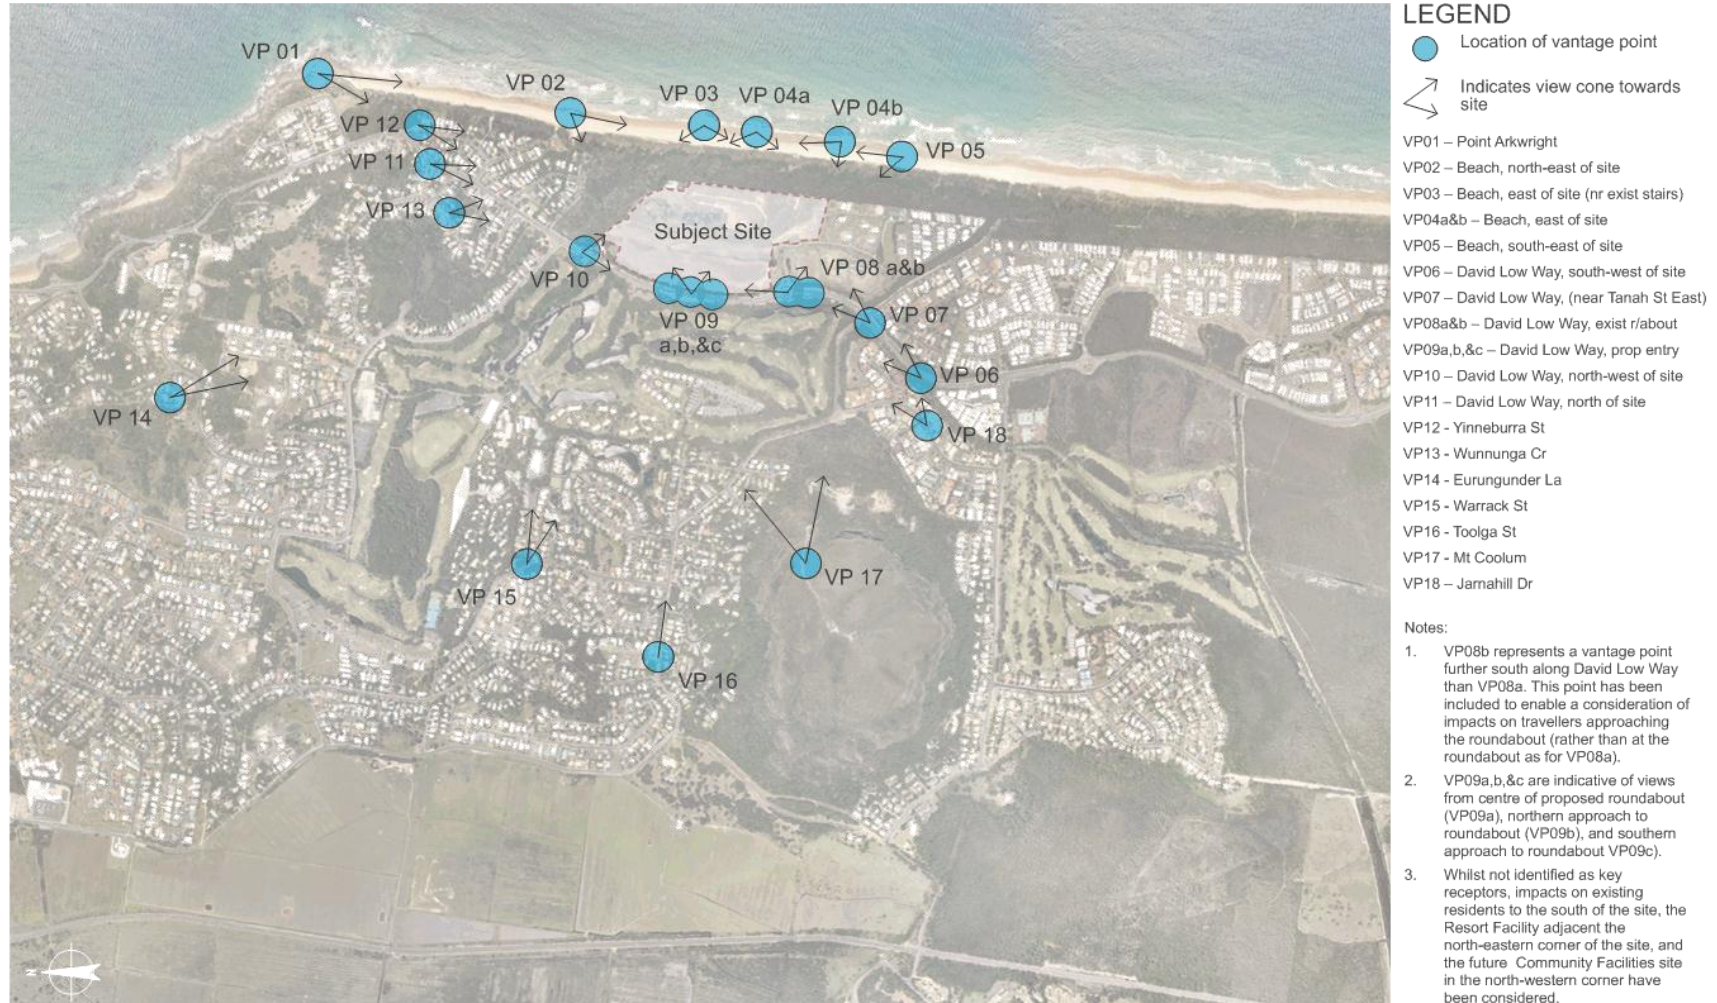 VP 01
VP 02
VP 03
VP 04a
VP 04b
VP 05
VP 12
VP 11
VP 13
Subject Site
VP 10
VP 09
a,b,&c
VP 08 a&b
VP 07
VP 06
VP 18
VP 14
VP 15
VP 17
VP 16
N
LEGEND
Location of vantage point
Indicates view cone towards
site
VP01 – Point Arkwright
VP02 – Beach, north-east of site
VP03 – Beach, east of site (nr exist stairs)
VP04a&b – Beach, east of site
VP05 – Beach, south-east of site
VP06 – David Low Way, south-west of site
VP07 – David Low Way, (near Tanah St East)
VP08a&b – David Low Way, exist r/about
VP09a,b,&c – David Low Way, prop entry
VP10 – David Low Way, north-west of site
VP11 – David Low Way, north of site
VP12 - Yinneburra St
VP13 - Wunnunga Cr
VP14 - Eurungunder La
VP15 - Warrack St
VP16 - Toolga St
VP17 - Mt Coolum
VP18 – Jarnahill Dr
Notes:
1. VP08b represents a vantage point
further south along David Low Way
than VP08a. This point has been
included to enable a consideration of
impacts on travellers approaching
the roundabout (rather than at the
roundabout as for VP08a).
2. VP09a,b,&c are indicative of views
from centre of proposed roundabout
(VP09a), northern approach to
roundabout (VP09b), and southern
approach to roundabout VP09c).
3. Whilst not identified as key
receptors, impacts on existing
residents to the south of the site, the
Resort Facility adjacent the
north-eastern corner of the site, and
the future Community Facilities site
in the north-western corner have
been considered.